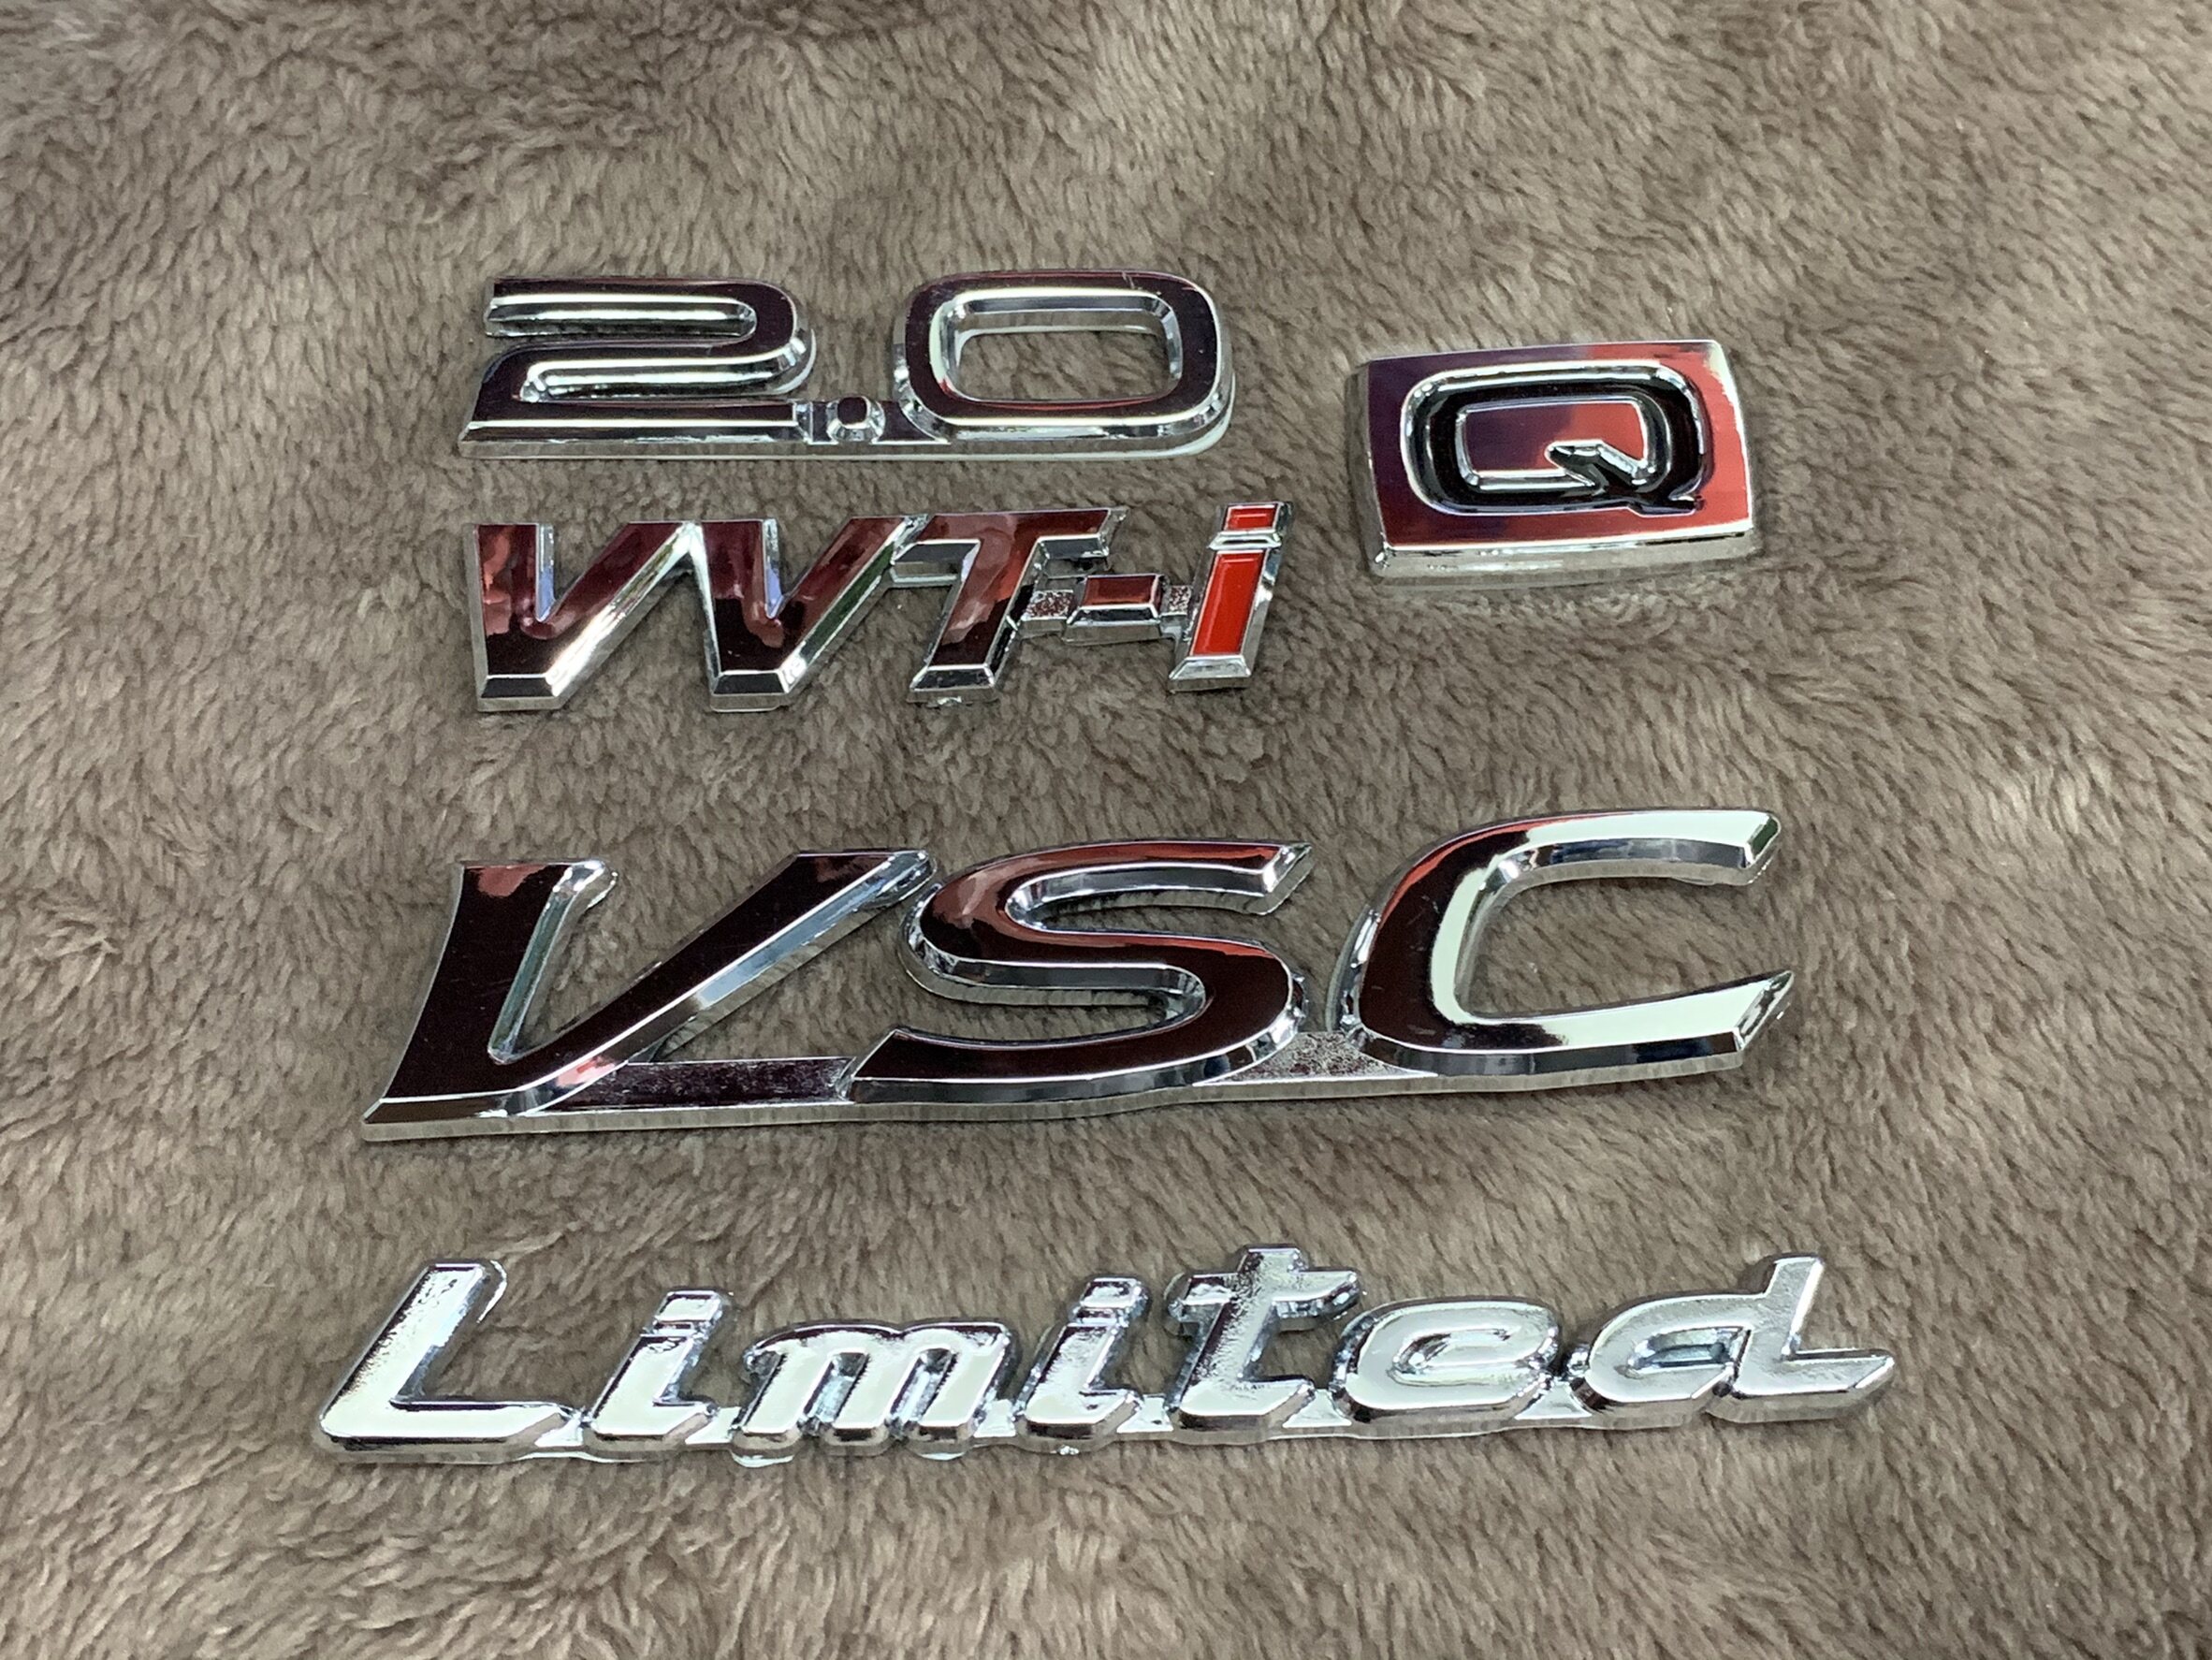 2.0
Q
VVT-i
VSC
Limited